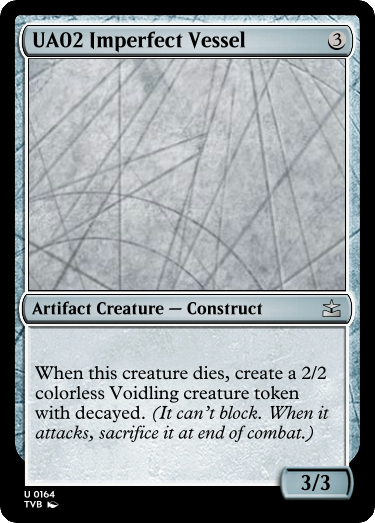 UA02 Imperfect Vessel 3
Artifact Creature — Construct
When this creature dies, create a 2/2
colorless Voidling creature token
with decayed. (It can't block. When it
attacks, sacrifice it at end of combat.)
3/3
U 0164
TVB